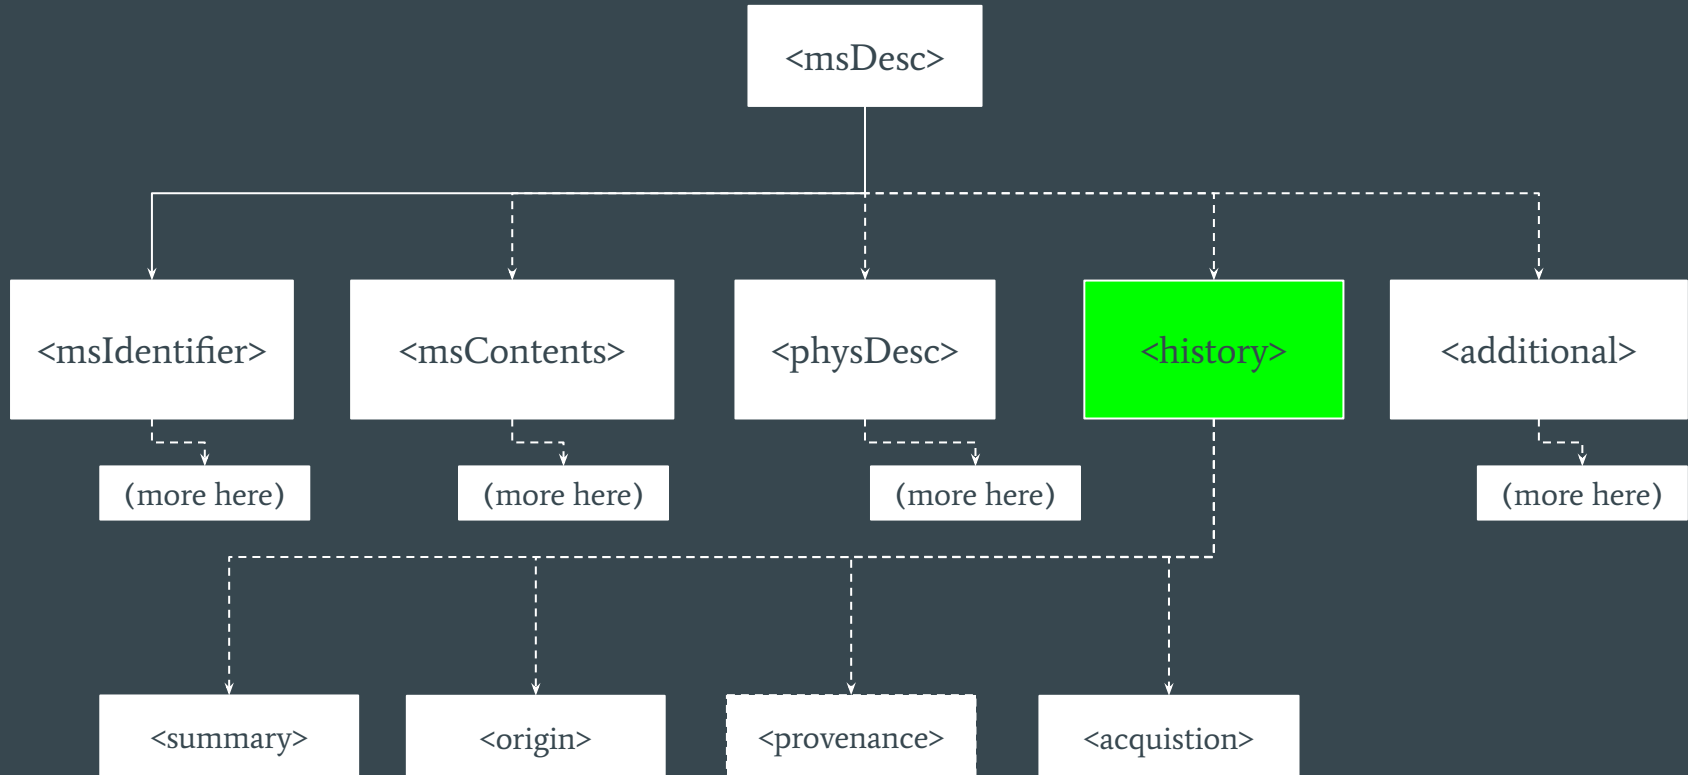 <msDesc>
<msIdentifier>
<msContents>
<physDesc>
<history>
<additional>
(more here)
(more here)
(more here)
(more here)
<summary>
<origin>
<provenance>
<acquistion>